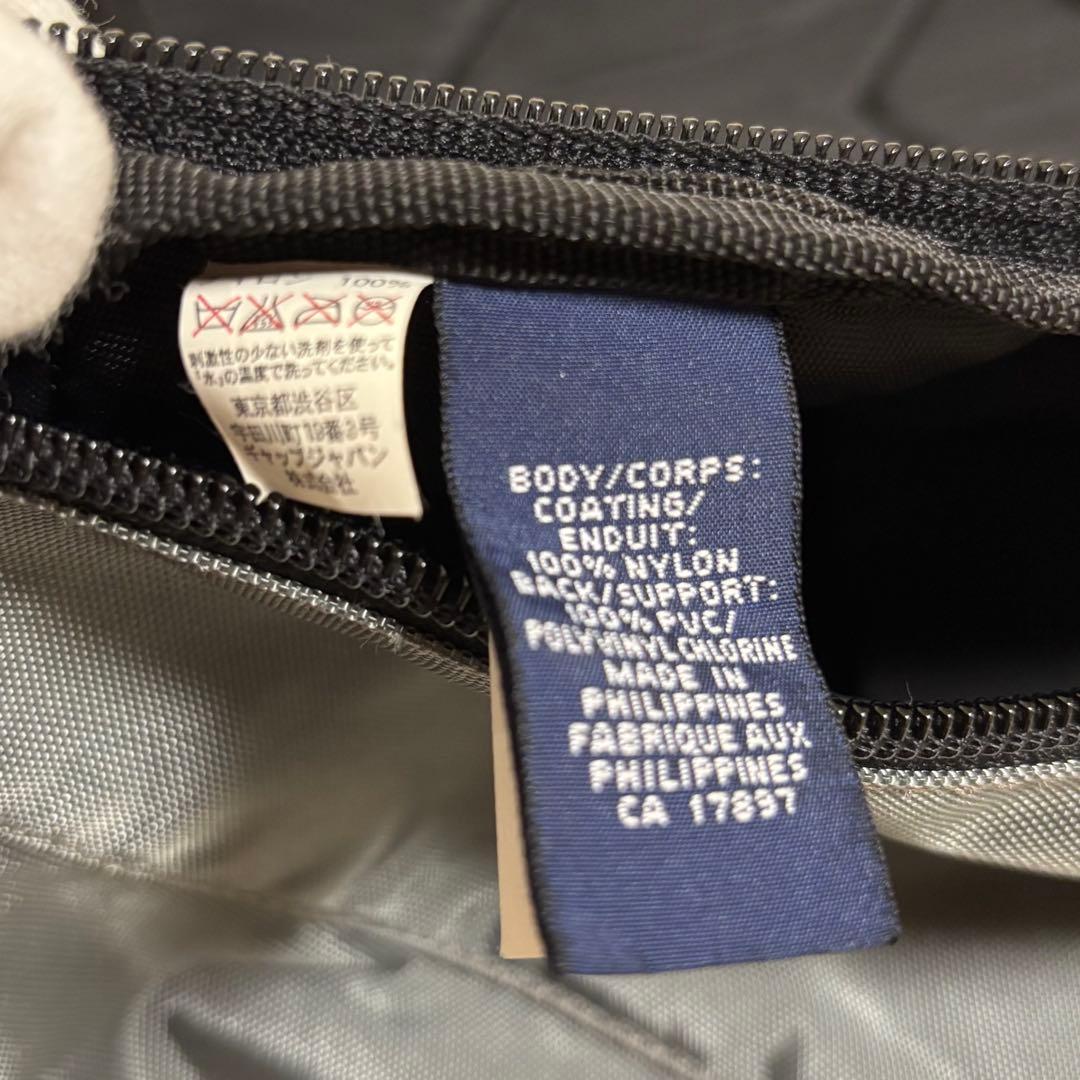 100%
刺激性の少ない洗剤を使って
「水」の温度で洗ってください。
東京都渋谷区
宇田川町19番3号
ギャップジャパン
株式会社
BODY/CORPS:
COATING/
ENDUIT:
100% NYLON
BACK/SUPPORT:
100% PVC/
POLYVINYLCHLORINE
MADE IN
PHILIPPINES
FABRIQUE AUX
PHILIPPINES
CA 17897